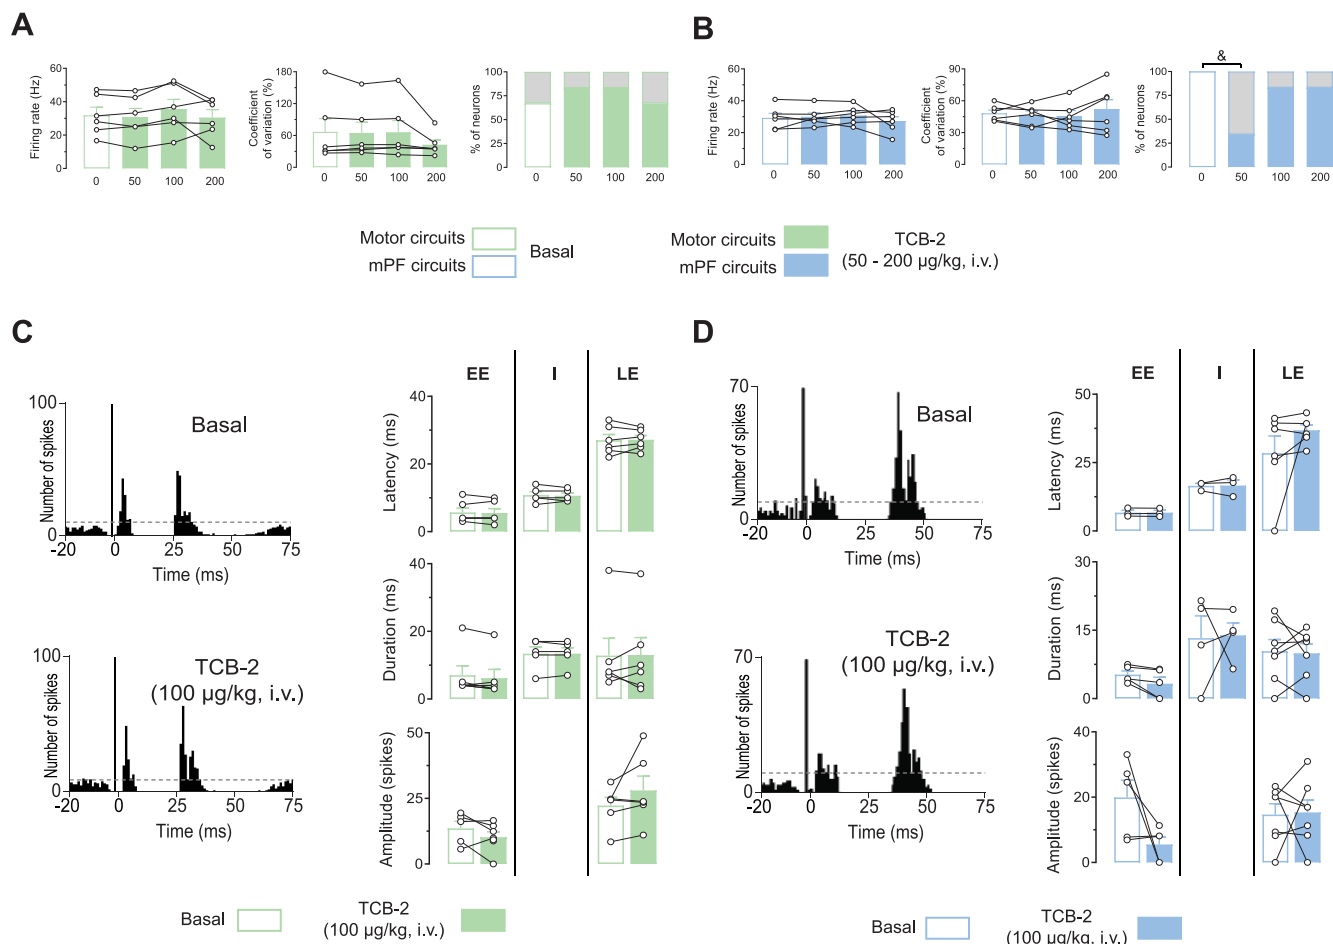 A
B
Firing rate (Hz)
60
40
20
0
0 50 100 200
Coefficient
of variation (%)
180
120
60
0
0 50 100 200
% of neurons
100
75
50
25
0
0 50 100 200
Firing rate (Hz)
60
40
20
0
0 50 100 200
Coefficient
of variation (%)
90
60
30
0
0 50 100 200
&
% of neurons
100
75
50
25
0
0 50 100 200
Motor circuits
mPF circuits
Basal
Motor circuits
mPF circuits
TCB-2
(50 - 200 µg/kg, i.v.)
C
Basal
Number of spikes
100
0
-20 0 25 50 75
Time (ms)
TCB-2
(100 µg/kg, i.v.)
Number of spikes
100
0
-20 0 25 50 75
Time (ms)
EE I LE
Latency (ms)
40
20
0
Duration (ms)
40
20
0
Amplitude (spikes)
50
25
0
Basal
TCB-2
(100 µg/kg, i.v.)
D
Basal
Number of spikes
70
0
-20 0 25 50 75
Time (ms)
TCB-2
(100 µg/kg, i.v.)
Number of spikes
70
0
-20 0 25 50 75
Time (ms)
EE I LE
Latency (ms)
50
25
0
Duration (ms)
30
15
0
Amplitude (spikes)
40
20
0
Basal
TCB-2
(100 µg/kg, i.v.)